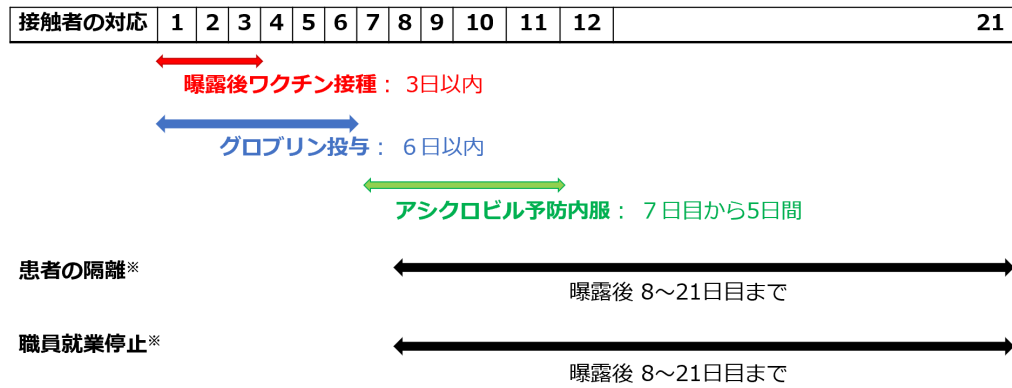 接触者の対応 1 2 3 4 5 6 7 8 9 10 11 12 21
曝露後ワクチン接種： 3日以内
グロブリン投与： ６日以内
アシクロビル予防内服： ７日目から5日間
患者の隔離※
曝露後 8～21日目まで
職員就業停止※
曝露後 8～21日目まで